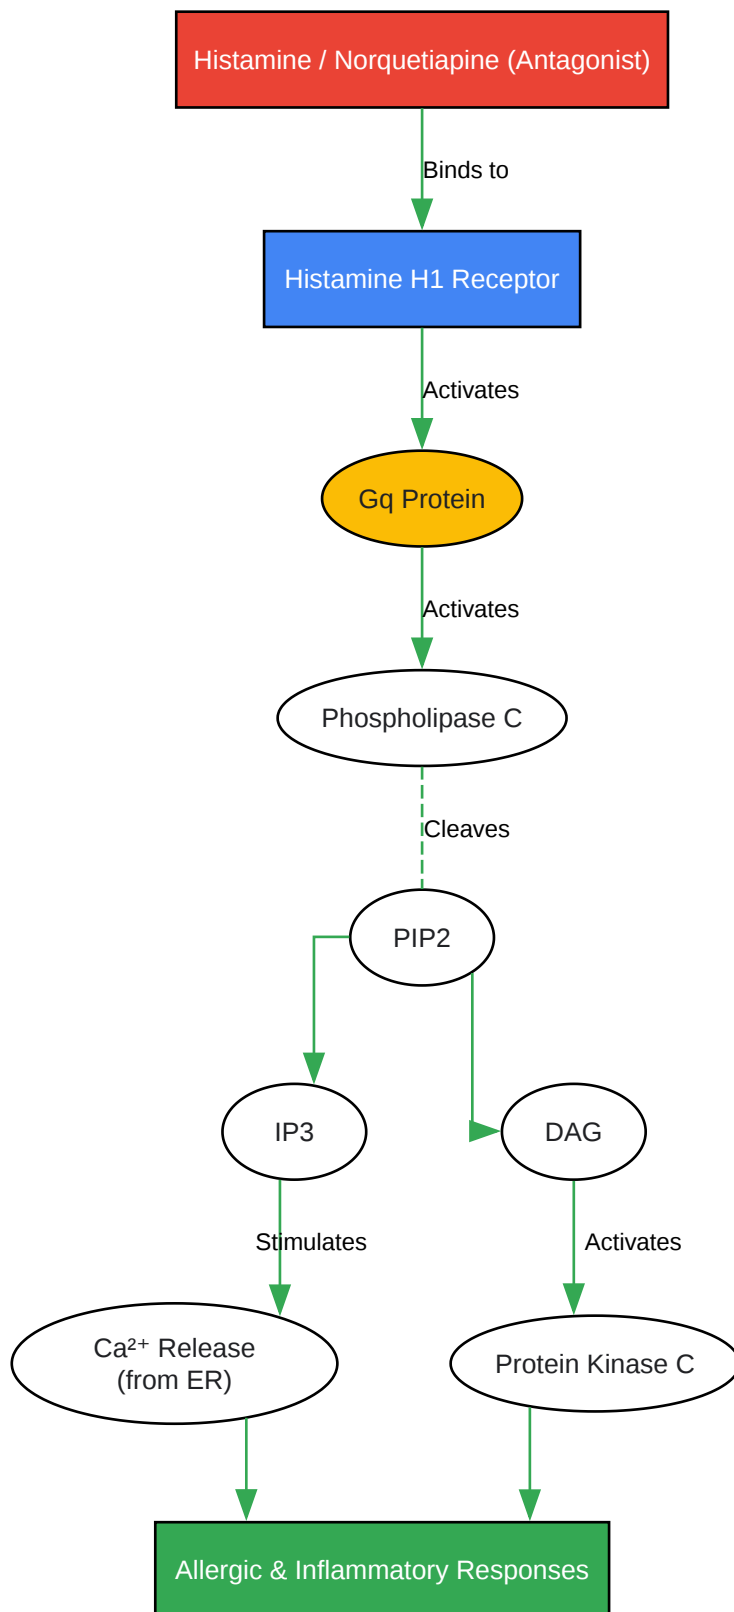 Histamine / Norquetiapine (Antagonist)
Binds to
Histamine H1 Receptor
Activates
Gq Protein
Activates
Phospholipase C
Cleaves
PIP2
IP3
DAG
Stimulates
Activates
Ca²⁺ Release
(from ER)
Protein Kinase C
Allergic & Inflammatory Responses